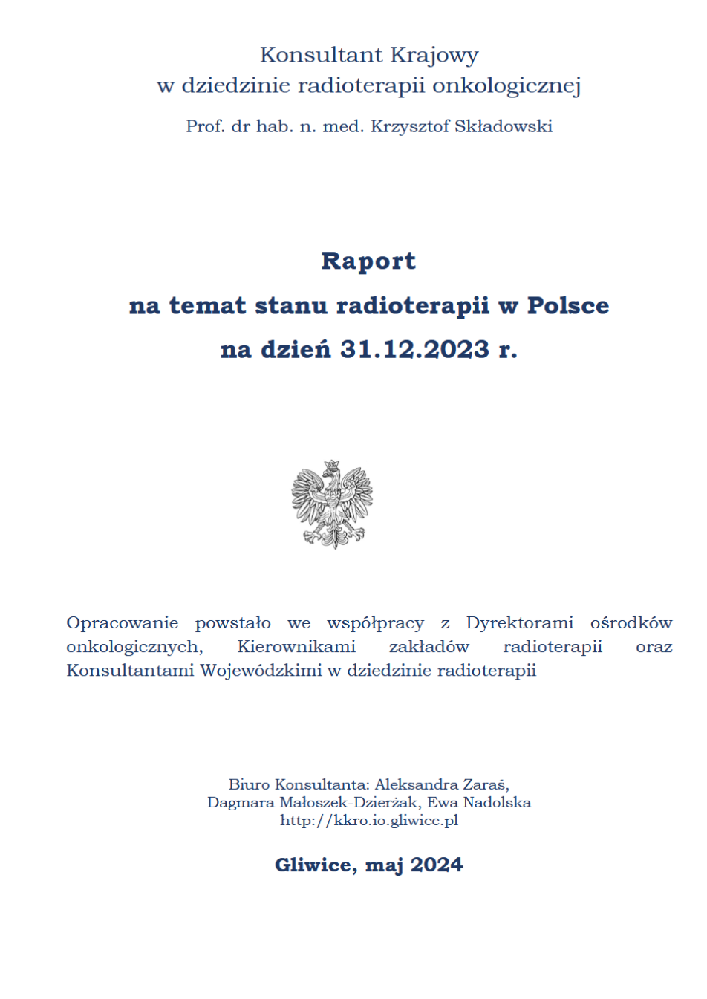 Konsultant Krajowy
w dziedzinie radioterapii onkologicznej
Prof. dr hab. n. med. Krzysztof Składowski
Raport
na temat stanu radioterapii w Polsce
na dzień 31.12.2023 r.
Opracowanie powstało we współpracy z Dyrektorami ośrodków
onkologicznych, Kierownikami zakładów radioterapii oraz
Konsultantami Wojewódzkimi w dziedzinie radioterapii
Biuro Konsultanta: Aleksandra Zaraś,
Dagmara Małoszek-Dzierżak, Ewa Nadolska
http://kkro.io.gliwice.pl
Gliwice, maj 2024